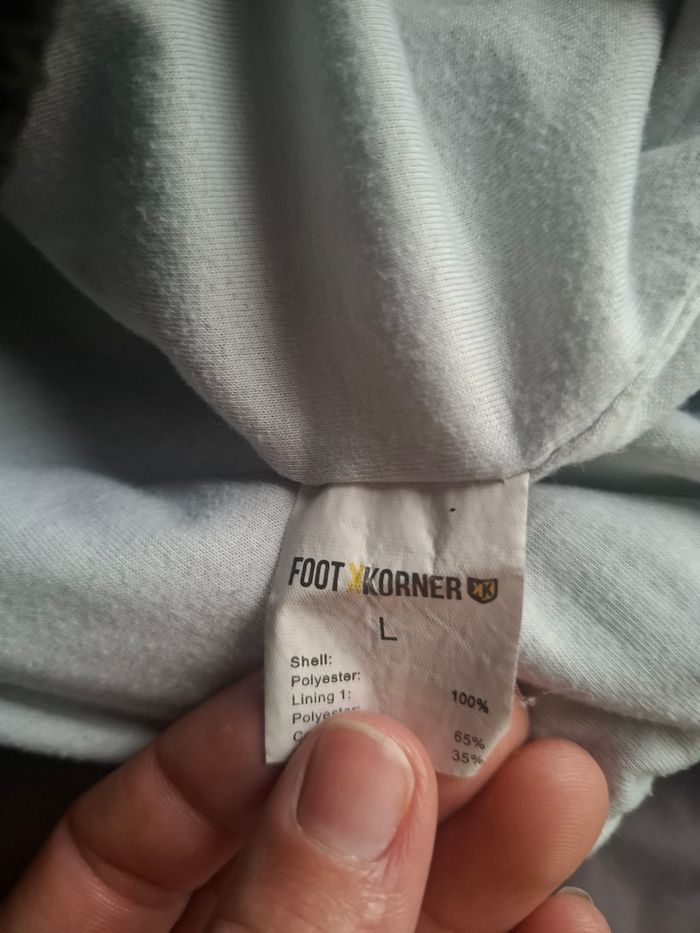 FOOT KORNER
L
Shell:
Polyester: 100%
Lining 1:
Polyester: 65%
35%